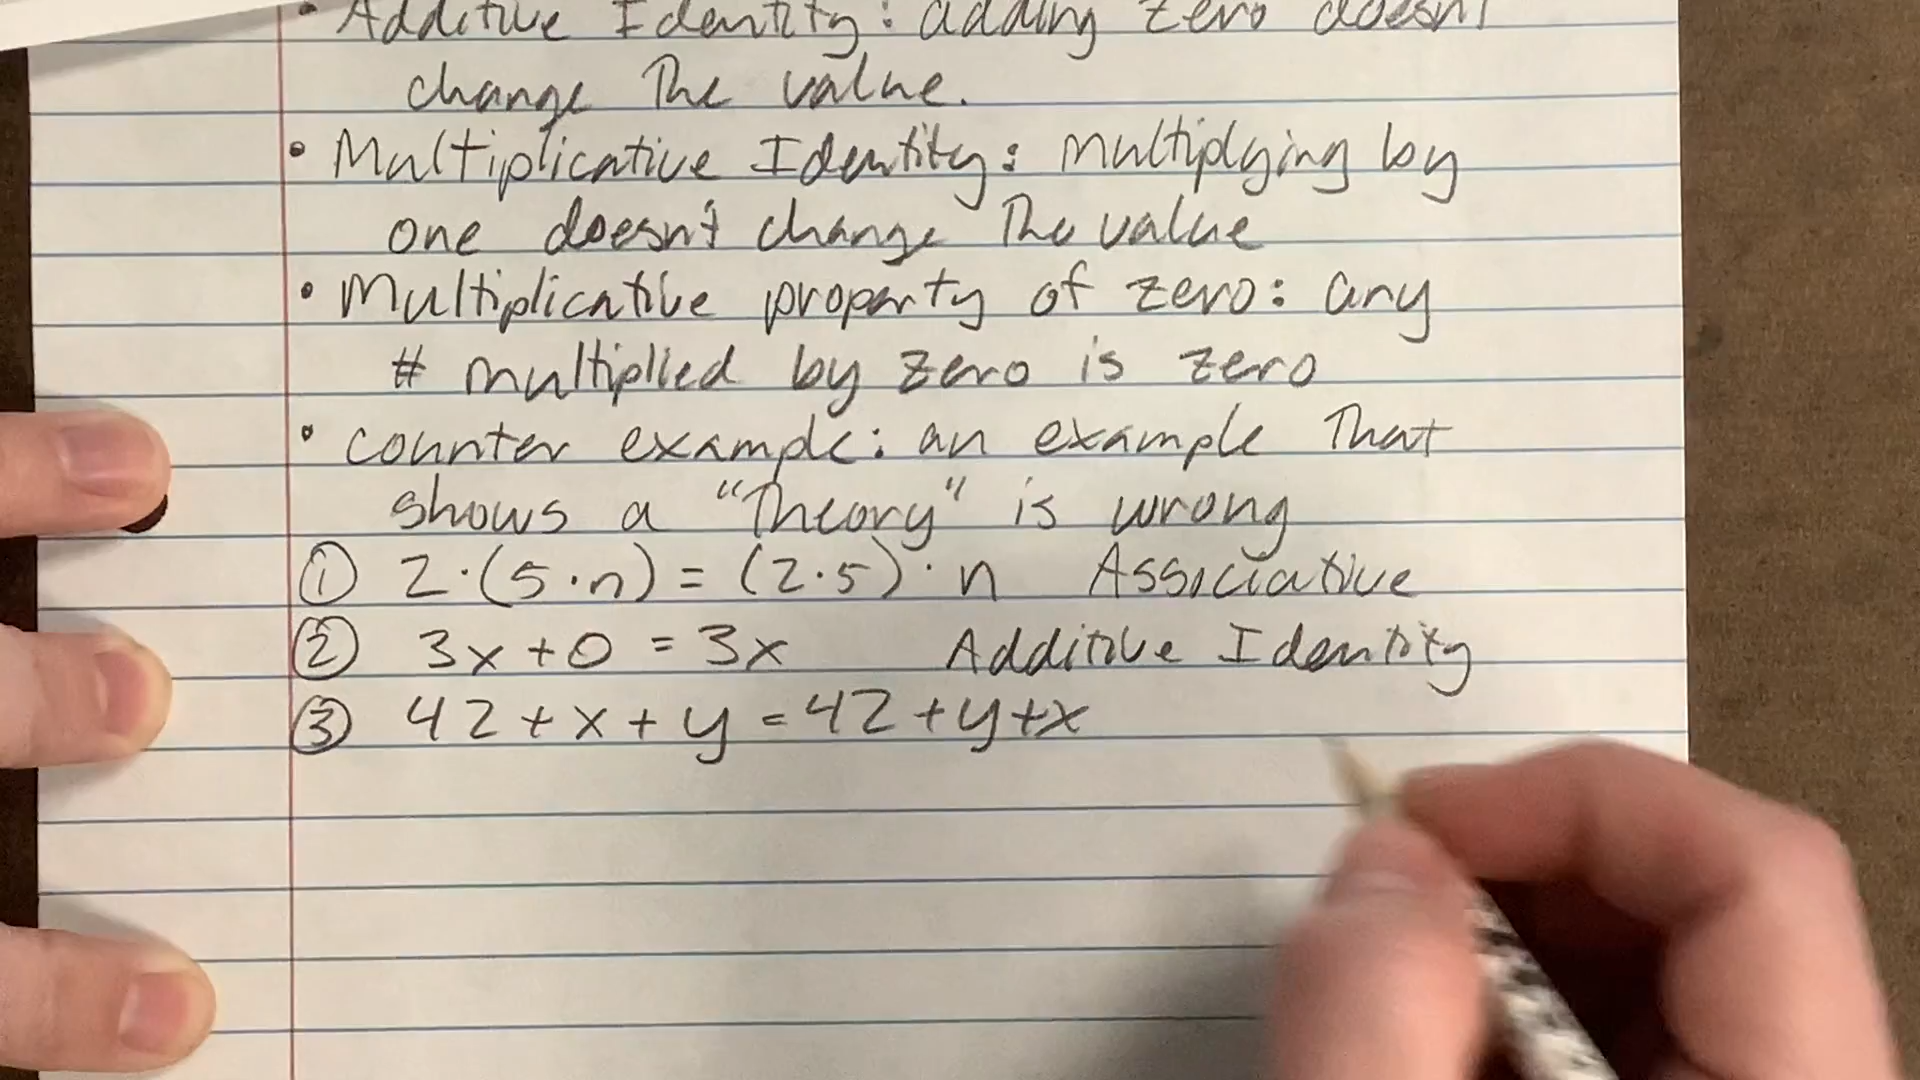 • Additive Identity: adding zero doesn't
change The value.
• Multiplicative Identity: multiplying by
one doesn't change The value
• Multiplicative property of zero: any
# multiplied by zero is zero
• counter example: an example That
shows a "Theory" is wrong
① 2·(5·n) = (2·5)·n Associative
② 3x+0 = 3x Additive Identity
③ 42+x+y=42+y+x